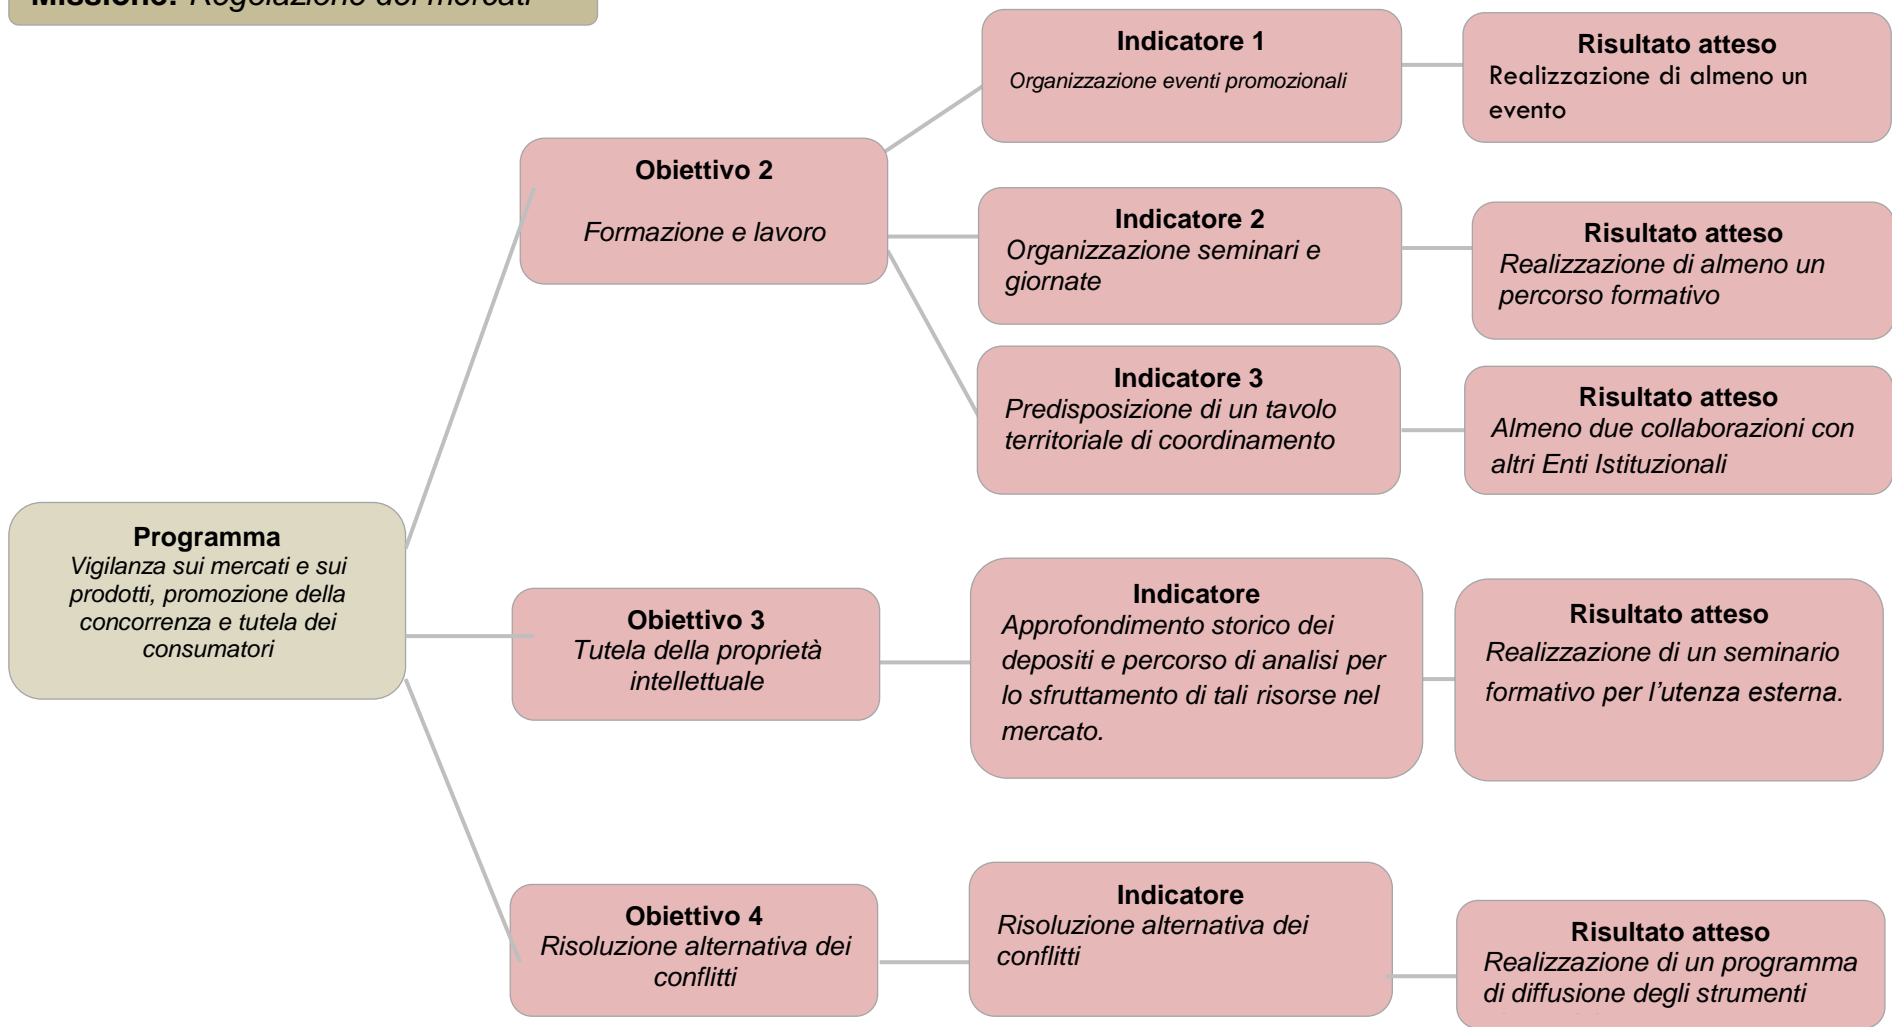 Missione: Regolazione dei mercati
Indicatore 1
Organizzazione eventi promozionali
Risultato atteso
Realizzazione di almeno un
evento
Obiettivo 2
Formazione e lavoro
Indicatore 2
Organizzazione seminari e
giornate
Risultato atteso
Realizzazione di almeno un
percorso formativo
Indicatore 3
Predisposizione di un tavolo
territoriale di coordinamento
Risultato atteso
Almeno due collaborazioni con
altri Enti Istituzionali
Programma
Vigilanza sui mercati e sui
prodotti, promozione della
concorrenza e tutela dei
consumatori
Obiettivo 3
Tutela della proprietà
intellettuale
Indicatore
Approfondimento storico dei
depositi e percorso di analisi per
lo sfruttamento di tali risorse nel
mercato.
Risultato atteso
Realizzazione di un seminario
formativo per l’utenza esterna.
Obiettivo 4
Risoluzione alternativa dei
conflitti
Indicatore
Risoluzione alternativa dei
conflitti
Risultato atteso
Realizzazione di un programma
di diffusione degli strumenti